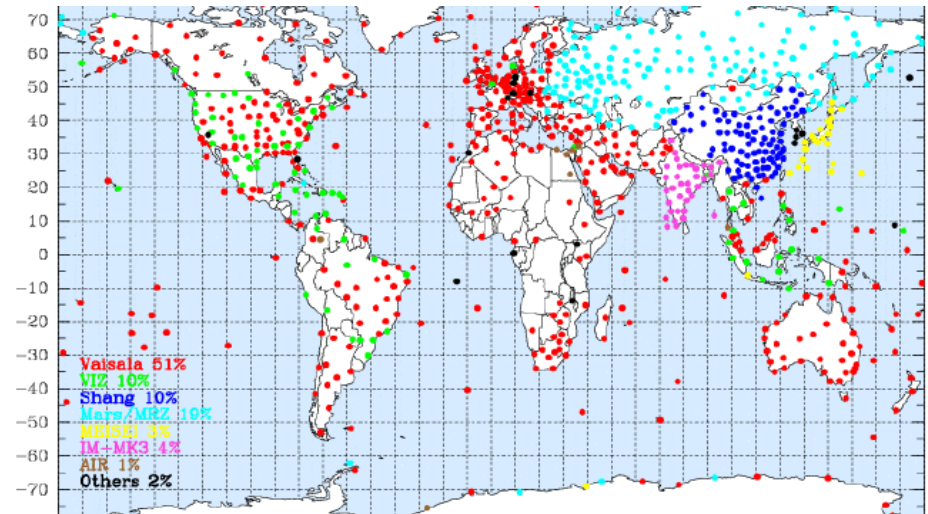 70
60
50
40
30
20
10
0
-10
-20
-30
-40
-50
-60
-70
Vaisala 51%
VIZ 10%
Shang 10%
Mars/MRZ 19%
MEISEI 3%
IM-MK3 4%
AIR 1%
Others 2%